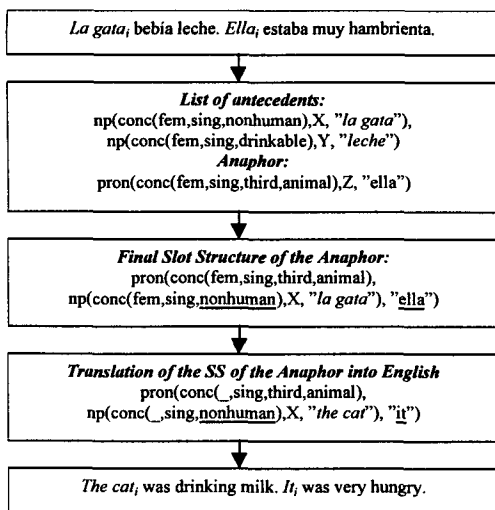 La gata_i bebía leche. Ella_i estaba muy hambrienta.
List of antecedents:
np(conc(fem,sing,nonhuman),X, "la gata"),
np(conc(fem,sing,drinkable),Y, "leche")
Anaphor:
pron(conc(fem,sing,third,animal),Z, "ella")
Final Slot Structure of the Anaphor:
pron(conc(fem,sing,third,animal),
np(conc(fem,sing,nonhuman),X, "la gata"), "ella")
Translation of the SS of the Anaphor into English
pron(conc(_,sing,third,animal),
np(conc(_,sing,nonhuman),X, "the cat"), "it")
The cat_i was drinking milk. It_i was very hungry.